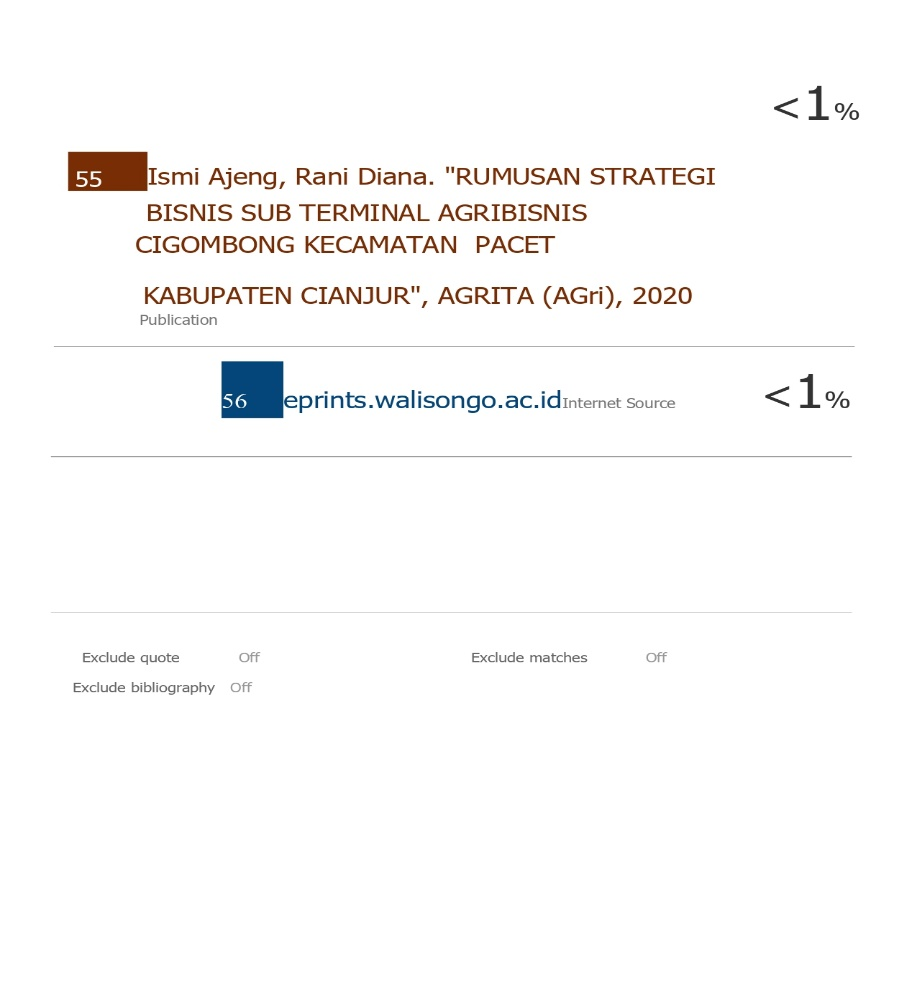 <1%
55 Ismi Ajeng, Rani Diana. "RUMUSAN STRATEGI
BISNIS SUB TERMINAL AGRIBISNIS
CIGOMBONG KECAMATAN PACET
KABUPATEN CIANJUR", AGRITA (AGri), 2020
Publication
56 eprints.walisongo.ac.id Internet Source <1%
Exclude quote Off Exclude matches Off
Exclude bibliography Off